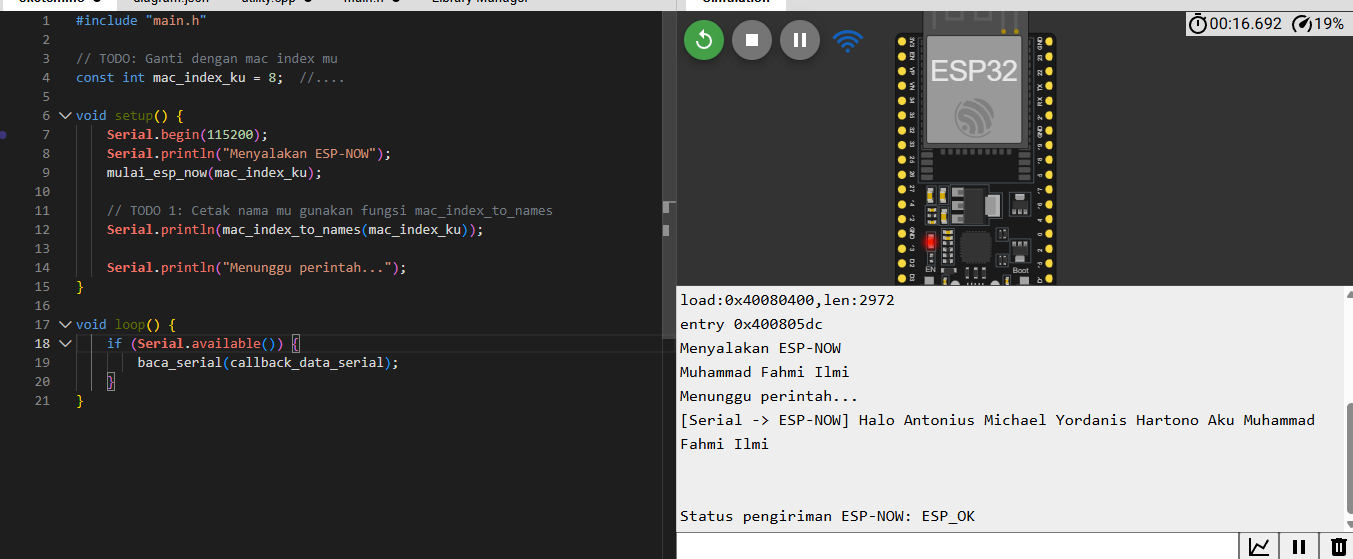 sketch.ino
diagram.json
utility.cpp
main.h
Library Manager
Simulation
1 #include "main.h"
2
3 // TODO: Ganti dengan mac index mu
4 const int mac_index_ku = 8;  //....
5
6 void setup() {
7 Serial.begin(115200);
8 Serial.println("Menyalakan ESP-NOW");
9 mulai_esp_now(mac_index_ku);
10
11 // TODO 1: Cetak nama mu gunakan fungsi mac_index_to_names
12 Serial.println(mac_index_to_names(mac_index_ku));
13
14 Serial.println("Menunggu perintah...");
15 }
16
17 void loop() {
18 if (Serial.available()) {
19 baca_serial(callback_data_serial);
20 }
21 }
00:16.692 19%
ESP32
EN
Boot
load:0x40080400,len:2972
entry 0x400805dc
Menyalakan ESP-NOW
Muhammad Fahmi Ilmi
Menunggu perintah...
[Serial -> ESP-NOW] Halo Antonius Michael Yordanis Hartono Aku Muhammad
Fahmi Ilmi
Status pengiriman ESP-NOW: ESP_OK